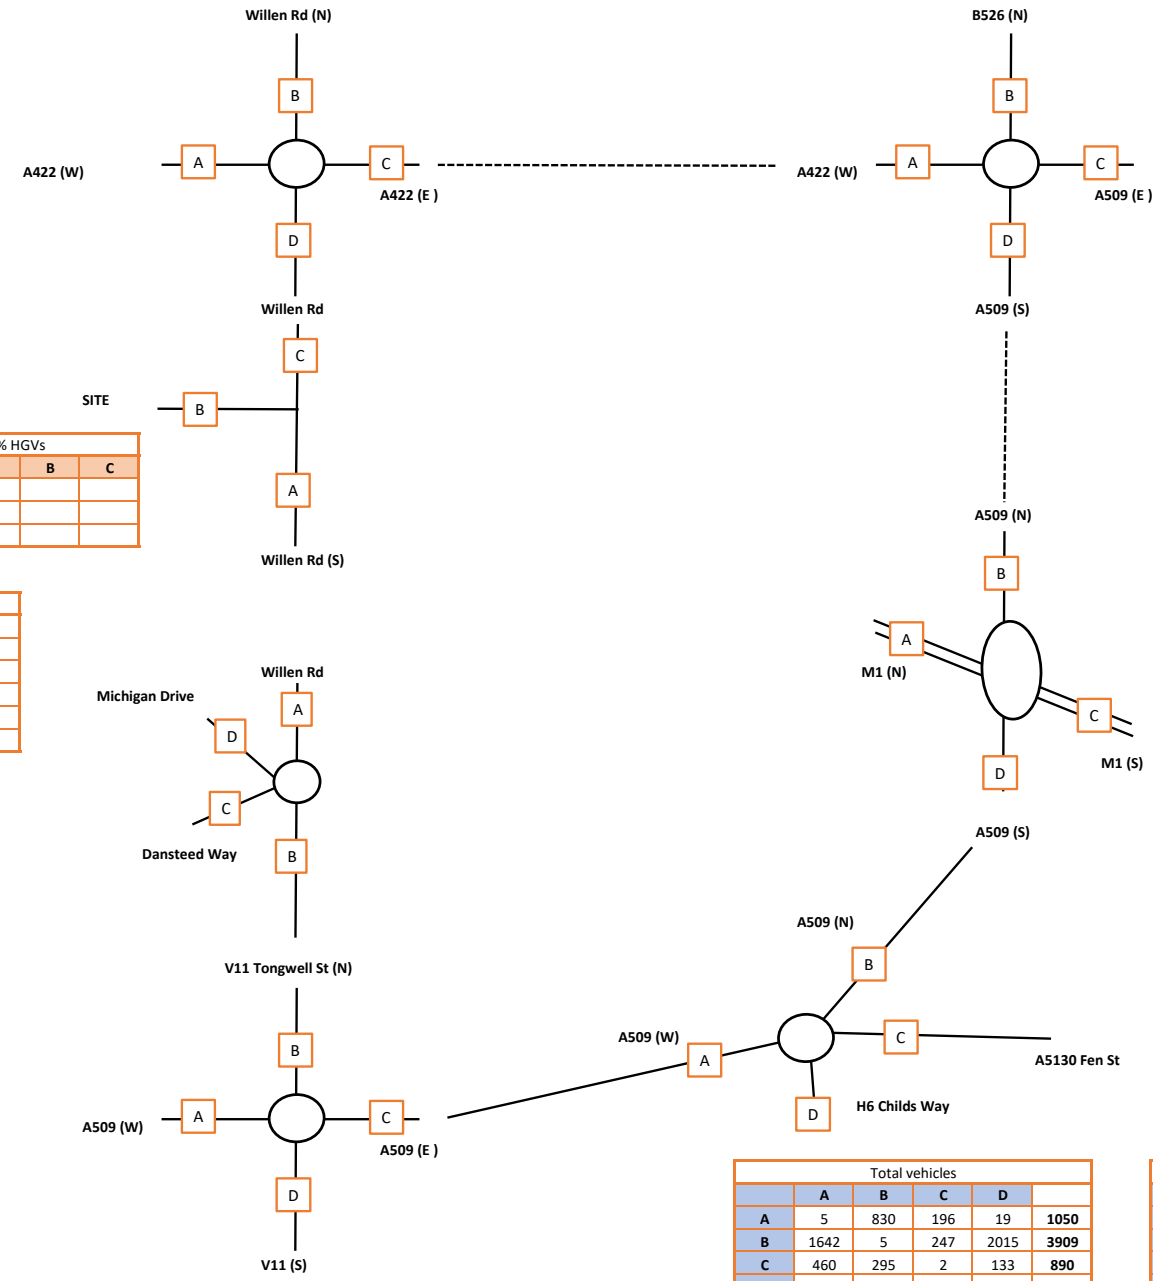 Willen Rd (N)
B526 (N)
B
B
A422 (W)
A
C
A422 (E )
A422 (W)
A
C
A509 (E )
D
D
Willen Rd
A509 (S)
C
SITE
B
% HGVs
B C
A
Willen Rd (S)
A509 (N)
B
A
M1 (N)
C
M1 (S)
D
A509 (S)
Willen Rd
Michigan Drive
A
D
C
Dansteed Way
B
V11 Tongwell St (N)
B
A509 (W)
A
C
A509 (E )
D
V11 (S)
A509 (N)
B
A509 (W)
A
C
A5130 Fen St
D
H6 Childs Way
Total vehicles
A B C D
A 5 830 196 19 1050
B 1642 5 247 2015 3909
C 460 295 2 133 890